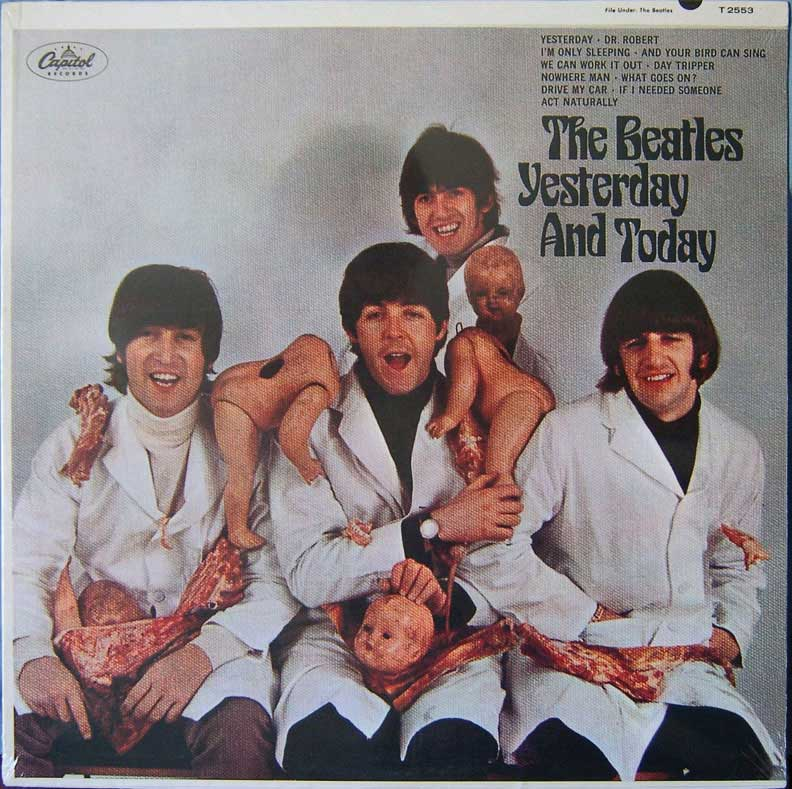 File Under: The Beatles T 2553
Capitol
RECORDS
YESTERDAY · DR. ROBERT
I'M ONLY SLEEPING · AND YOUR BIRD CAN SING
WE CAN WORK IT OUT · DAY TRIPPER
NOWHERE MAN · WHAT GOES ON?
DRIVE MY CAR · IF I NEEDED SOMEONE
ACT NATURALLY
The Beatles
Yesterday
And Today